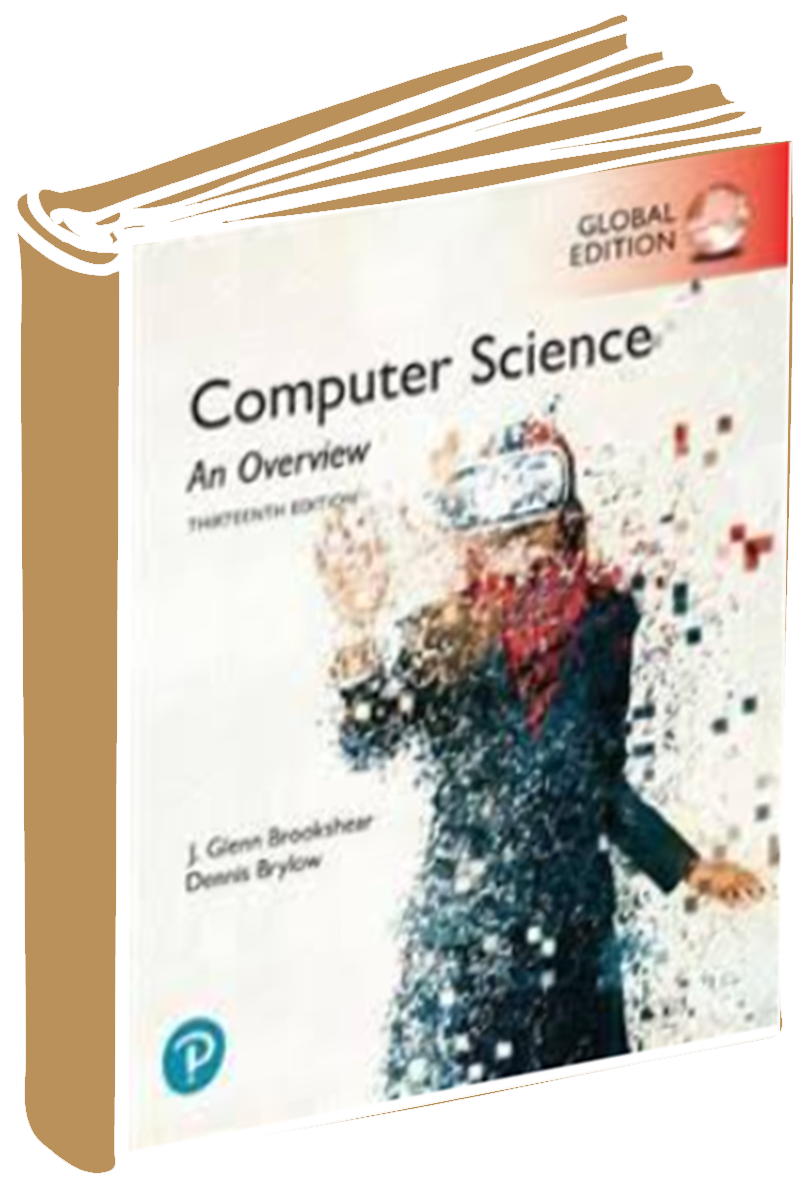 GLOBAL
EDITION
Computer Science
An Overview
THIRTEENTH EDITION
J. Glenn Brookshear
Dennis Brylow
P